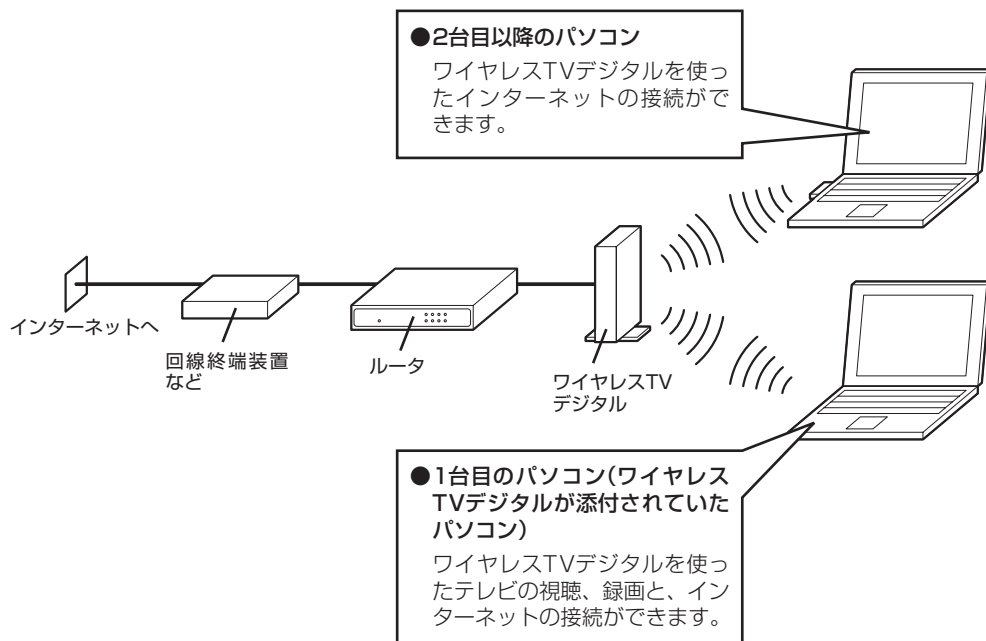 ●2台目以降のパソコン
ワイヤレスTVデジタルを使っ
たインターネットの接続がで
きます。
インターネットへ
回線終端装置
など
ルータ
ワイヤレスTV
デジタル
●1台目のパソコン(ワイヤレス
TVデジタルが添付されていた
パソコン)
ワイヤレスTVデジタルを使っ
たテレビの視聴、録画と、イン
ターネットの接続ができます。